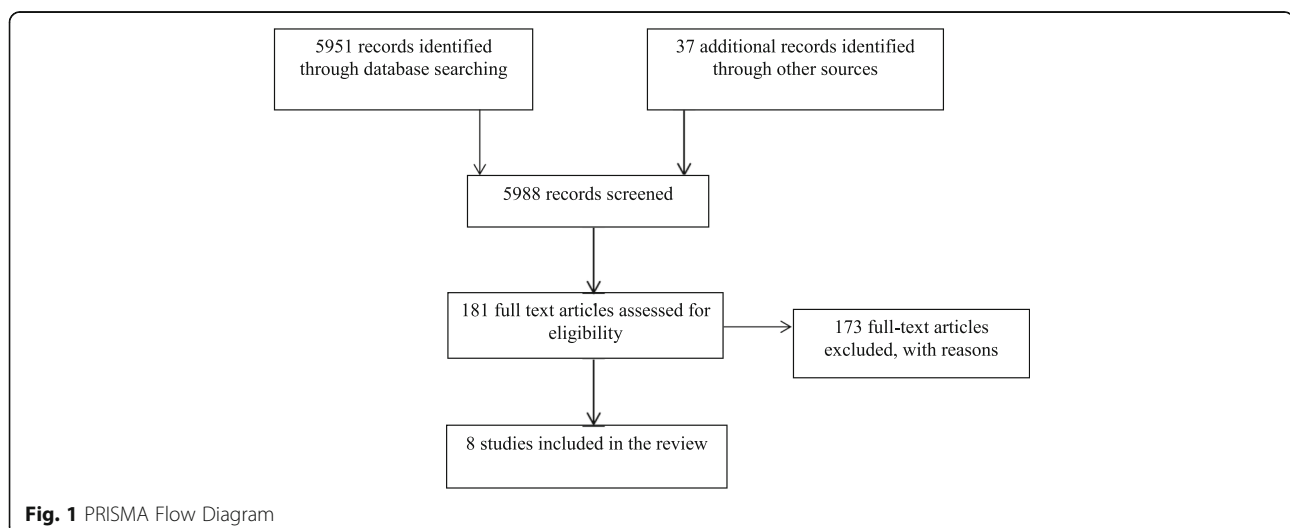 5951 records identified
through database searching
37 additional records identified
through other sources
5988 records screened
181 full text articles assessed for
eligibility
173 full-text articles
excluded, with reasons
8 studies included in the review
Fig. 1 PRISMA Flow Diagram